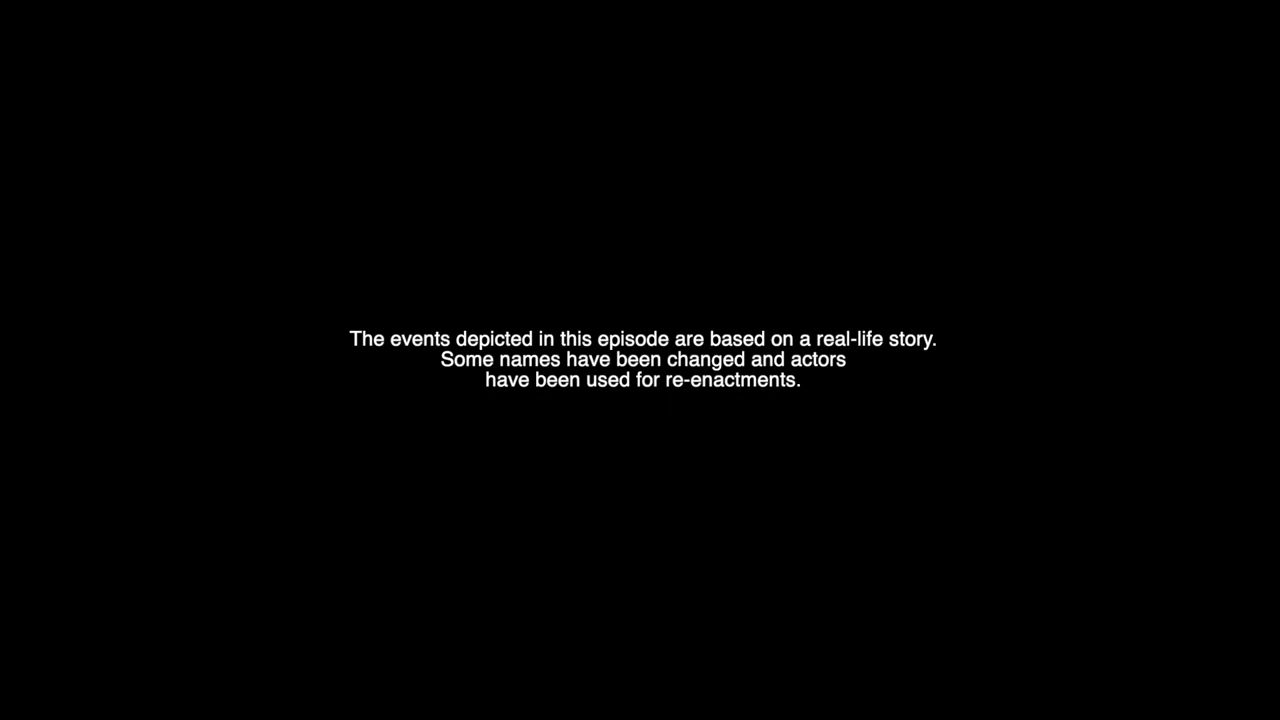 The events depicted in this episode are based on a real-life story.
Some names have been changed and actors
have been used for re-enactments.